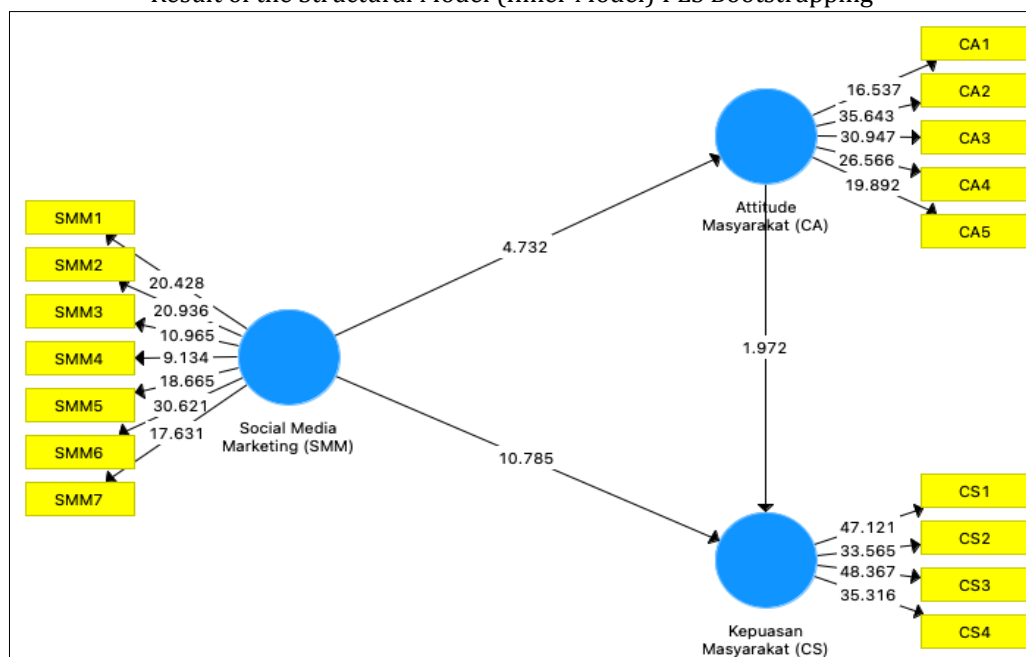 Result of the Structural Model (Inner Model) PLS Bootstrapping
CA1
CA2
CA3
CA4
CA5
16.537
35.643
30.947
26.566
19.892
Attitude
Masyarakat (CA)
SMM1
SMM2
SMM3
SMM4
SMM5
SMM6
SMM7
20.428
20.936
10.965
9.134
18.665
30.621
17.631
Social Media
Marketing (SMM)
4.732
1.972
10.785
CS1
CS2
CS3
CS4
47.121
33.565
48.367
35.316
Kepuasan
Masyarakat (CS)